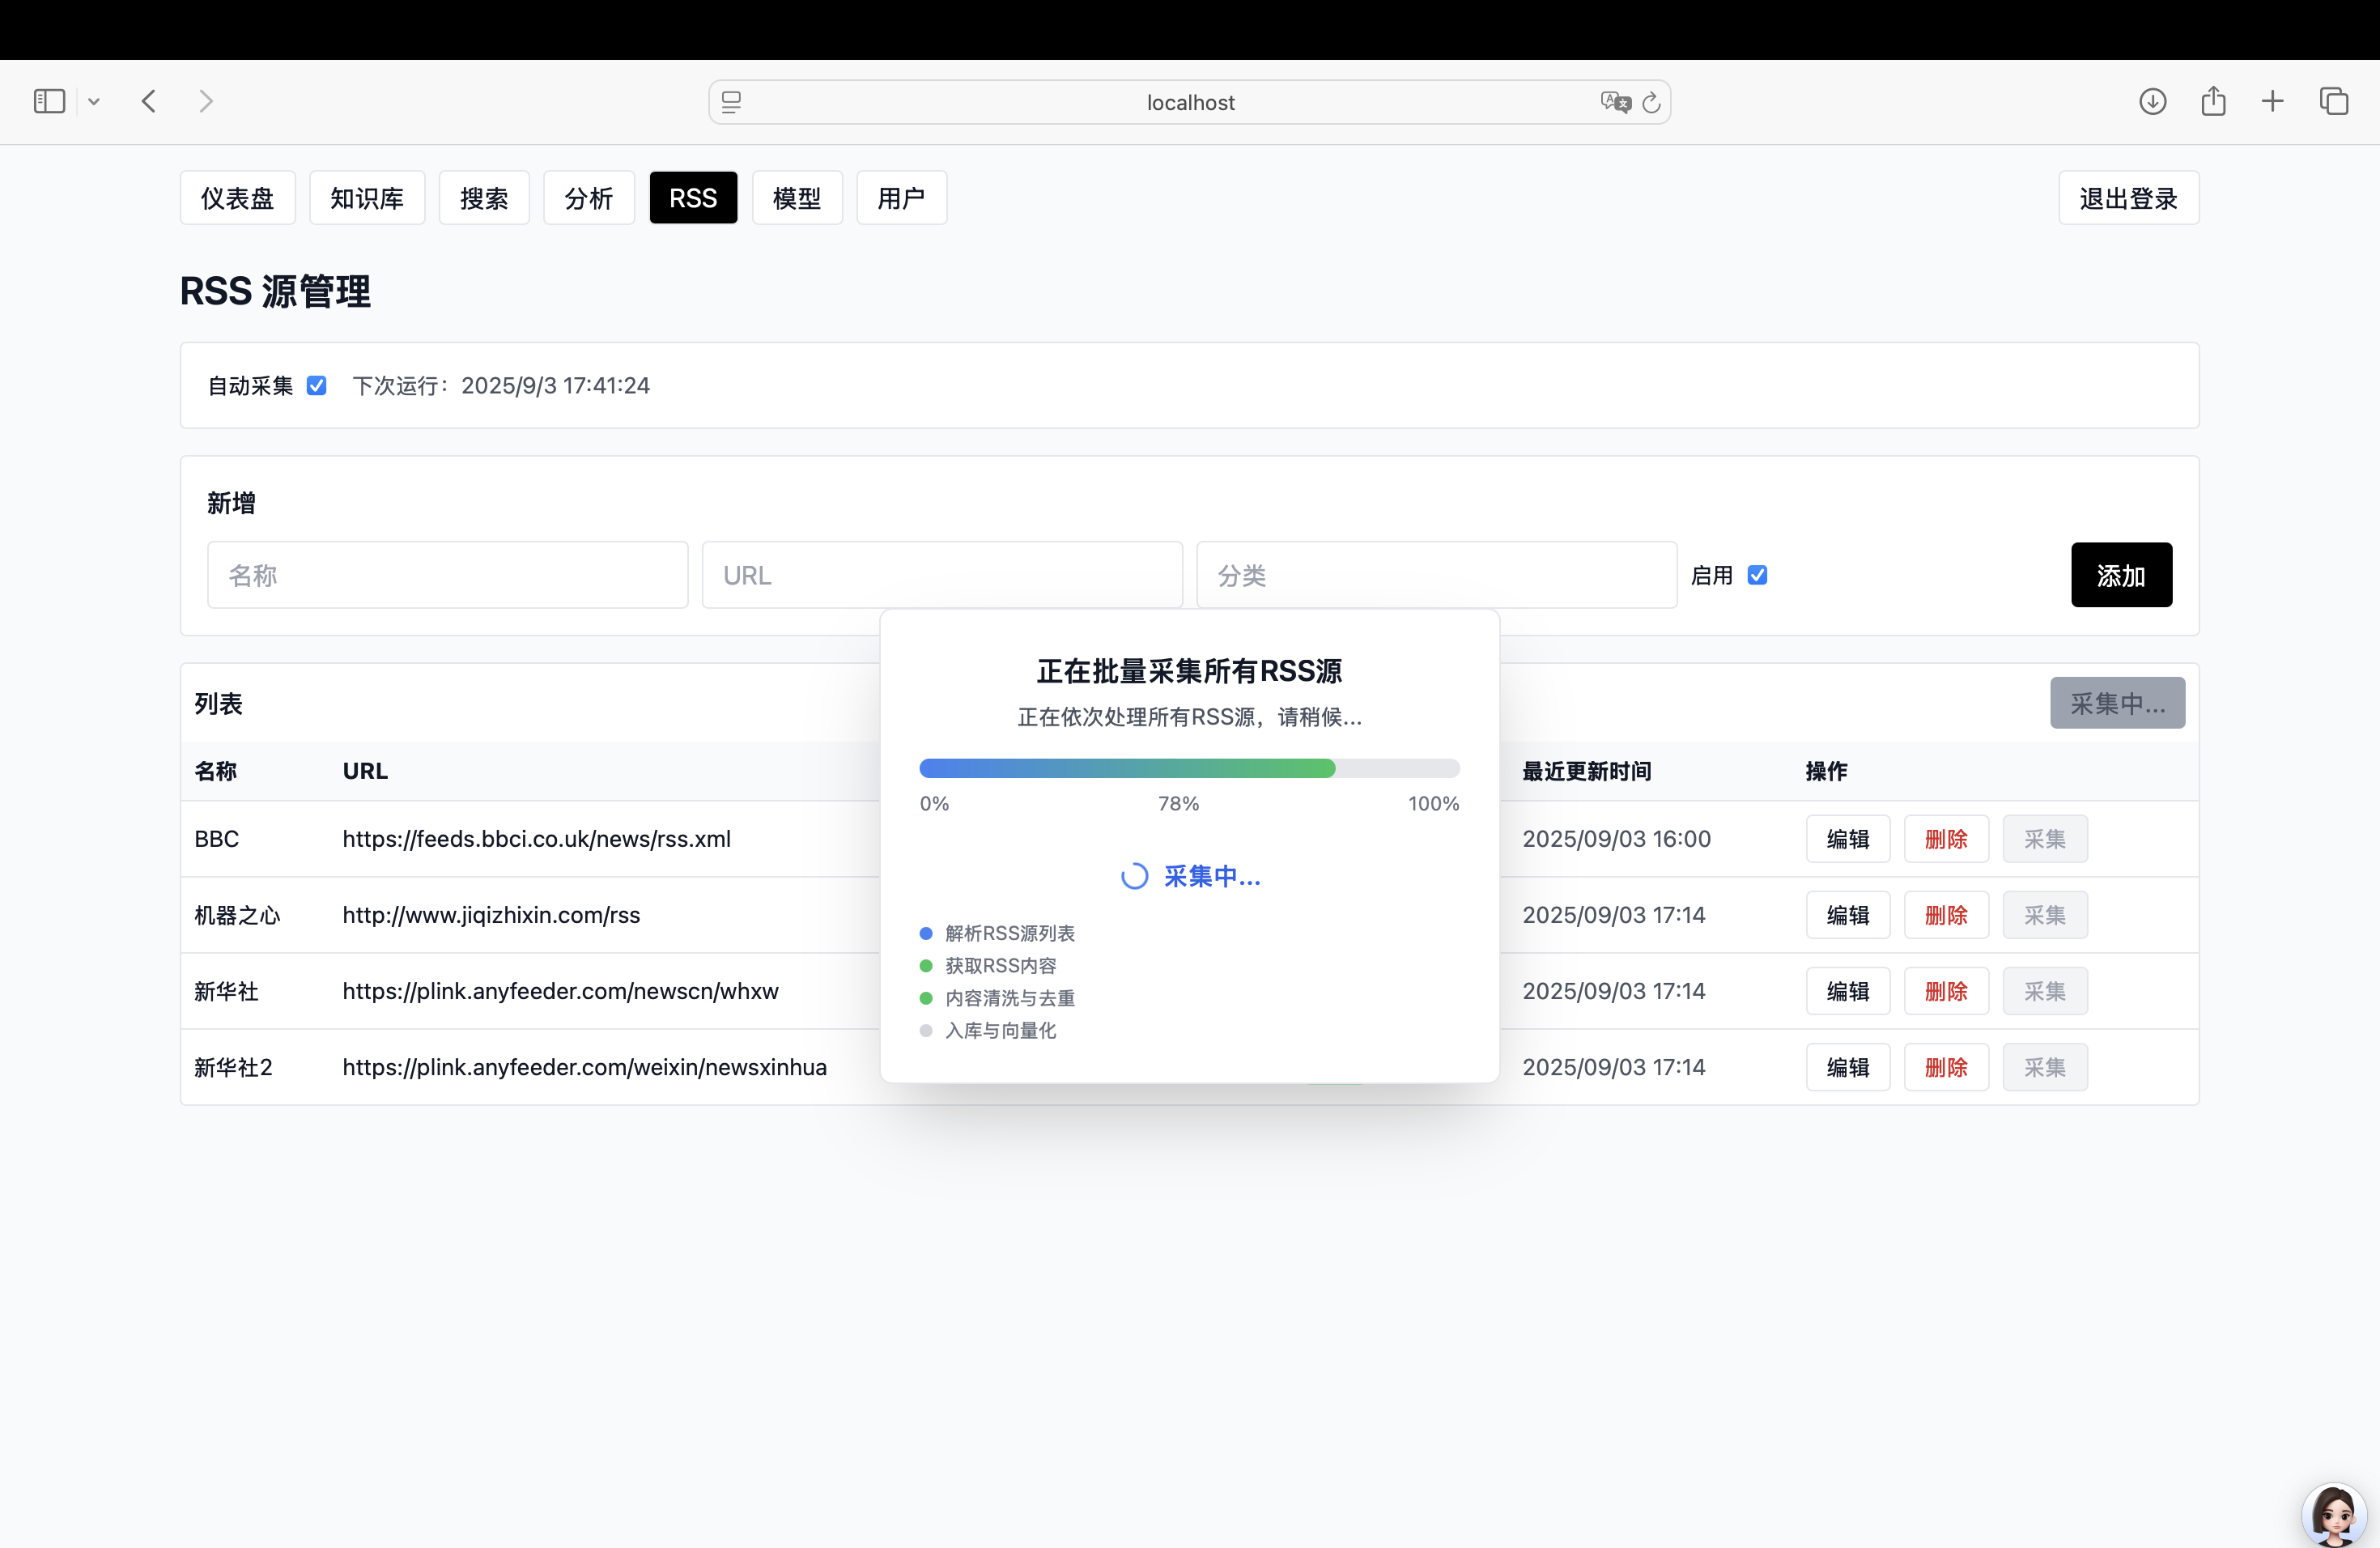 localhost
仪表盘 知识库 搜索 分析 RSS 模型 用户 退出登录
RSS 源管理
自动采集 下次运行：2025/9/3 17:41:24
新增
名称 URL 分类 启用 添加
正在批量采集所有RSS源
正在依次处理所有RSS源，请稍候...
0% 78% 100%
采集中...
解析RSS源列表
获取RSS内容
内容清洗与去重
入库与向量化
列表 采集中...
名称 URL 最近更新时间 操作
BBC https://feeds.bbci.co.uk/news/rss.xml 2025/09/03 16:00 编辑 删除 采集
机器之心 http://www.jiqizhixin.com/rss 2025/09/03 17:14 编辑 删除 采集
新华社 https://plink.anyfeeder.com/newscn/whxw 2025/09/03 17:14 编辑 删除 采集
新华社2 https://plink.anyfeeder.com/weixin/newsxinhua 2025/09/03 17:14 编辑 删除 采集